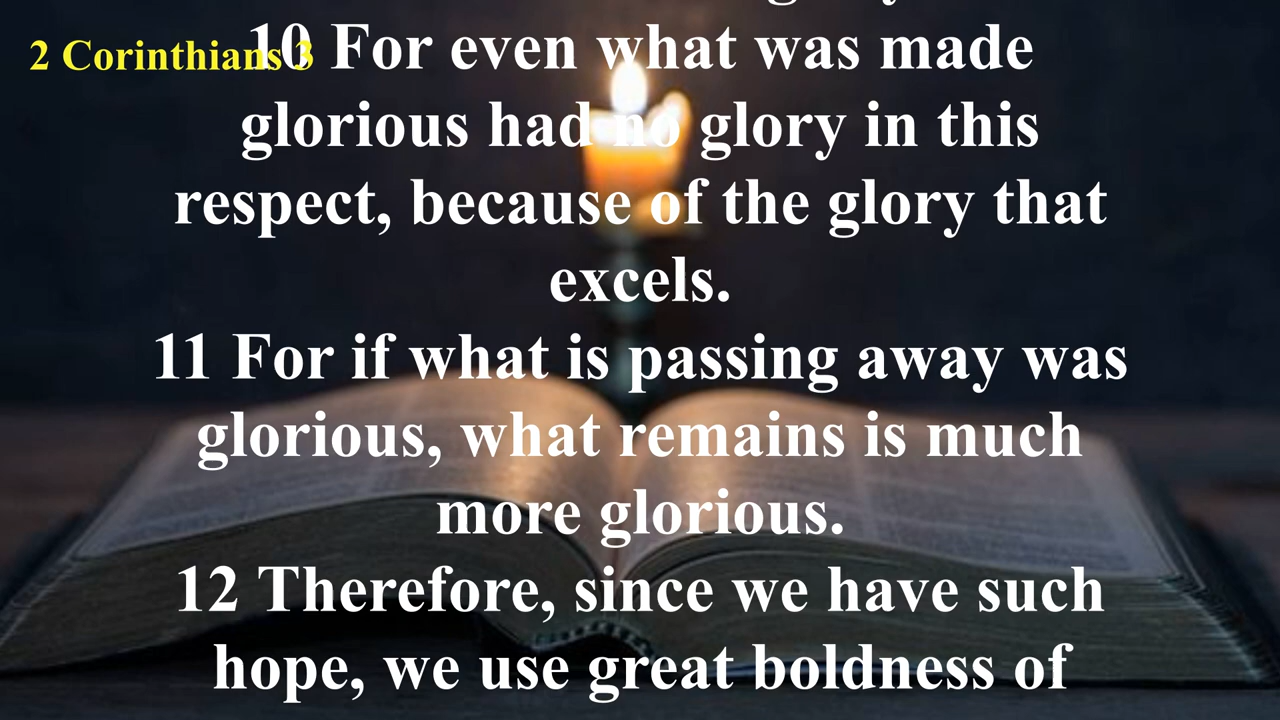 2 Corinthians 3
10 For even what was made
glorious had no glory in this
respect, because of the glory that
excels.
11 For if what is passing away was
glorious, what remains is much
more glorious.
12 Therefore, since we have such
hope, we use great boldness of